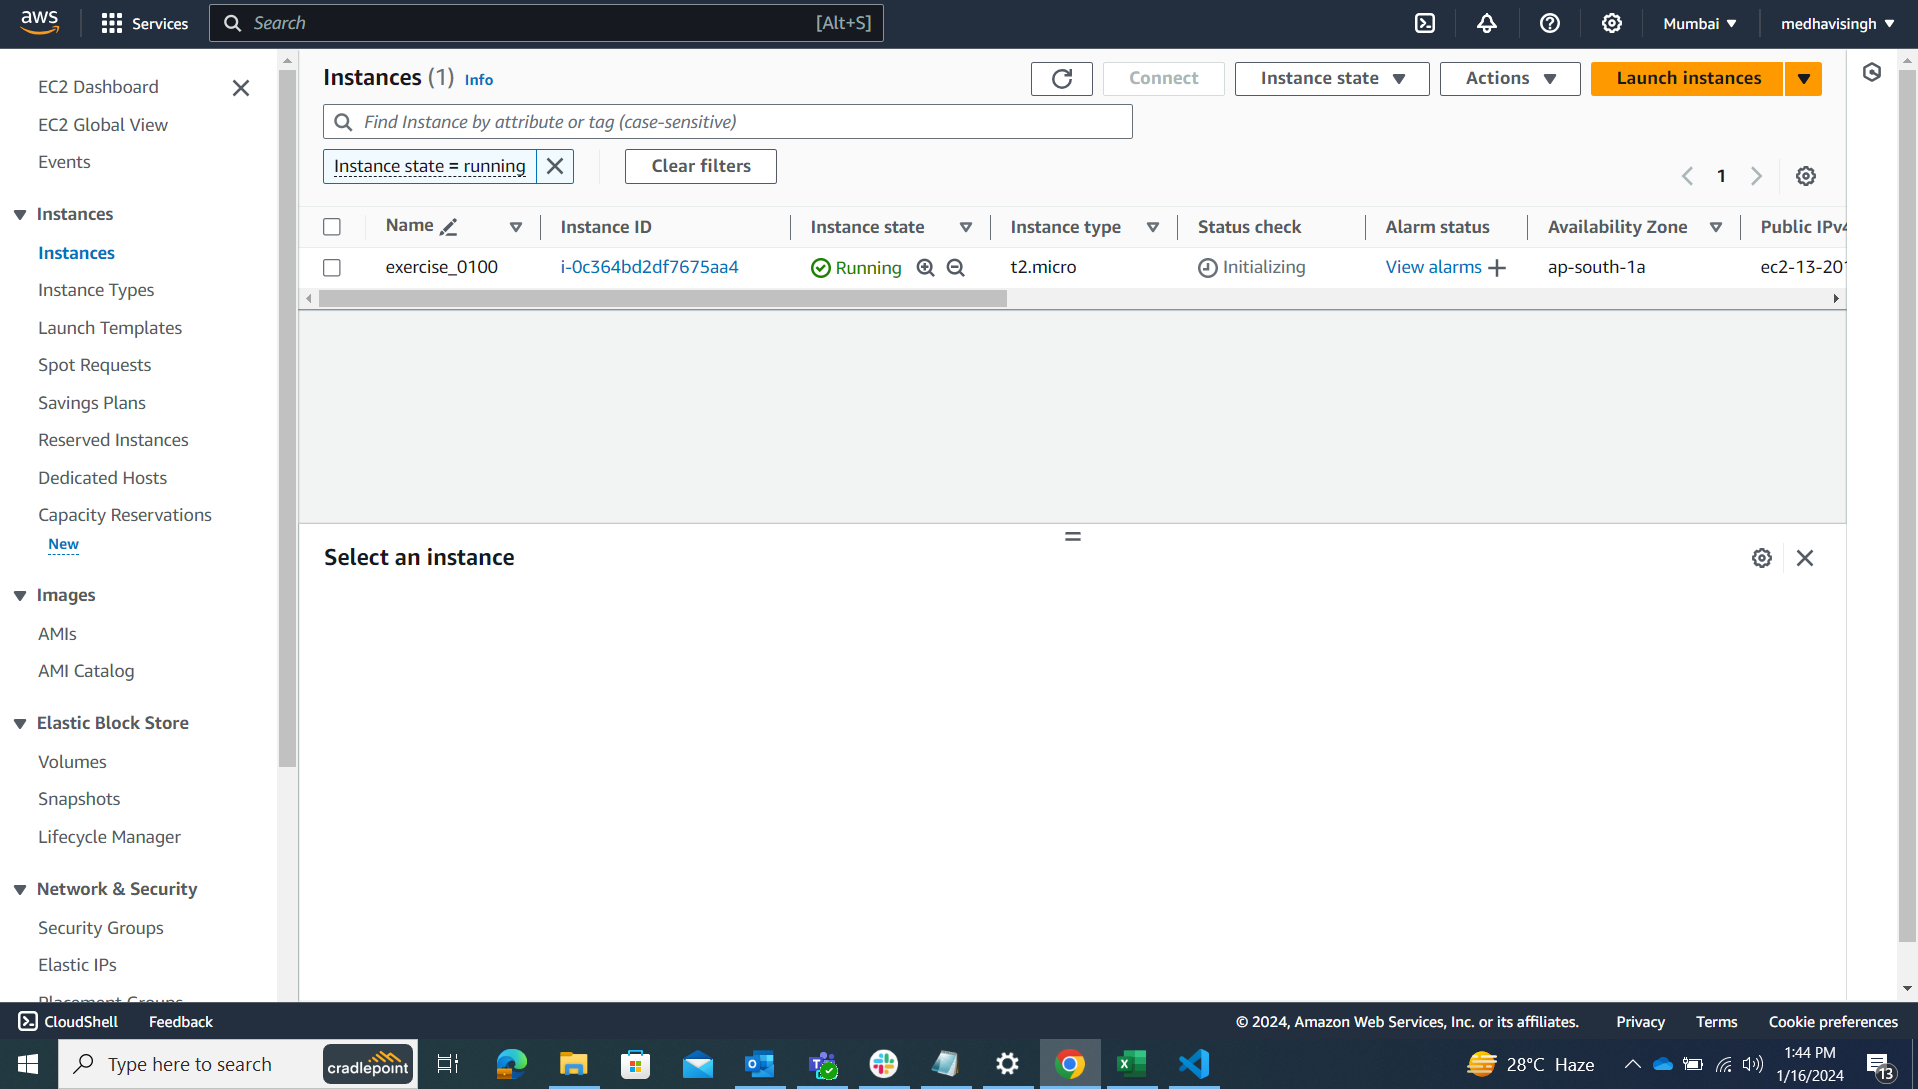 aws Services Search [Alt+S] Mumbai medhavisingh
EC2 Dashboard
EC2 Global View
Events
Instances
Instances
Instance Types
Launch Templates
Spot Requests
Savings Plans
Reserved Instances
Dedicated Hosts
Capacity Reservations
New
Images
AMIs
AMI Catalog
Elastic Block Store
Volumes
Snapshots
Lifecycle Manager
Network & Security
Security Groups
Elastic IPs
Placement Groups
Instances (1) Info Connect Instance state Actions Launch instances
Find Instance by attribute or tag (case-sensitive)
Instance state = running Clear filters 1
Name Instance ID Instance state Instance type Status check Alarm status Availability Zone Public IPv4
exercise_0100 i-0c364bd2df7675aa4 Running t2.micro Initializing View alarms ap-south-1a ec2-13-201
Select an instance
CloudShell Feedback © 2024, Amazon Web Services, Inc. or its affiliates. Privacy Terms Cookie preferences
Type here to search cradlepoint 28°C Haze 1:44 PM
1/16/2024 13